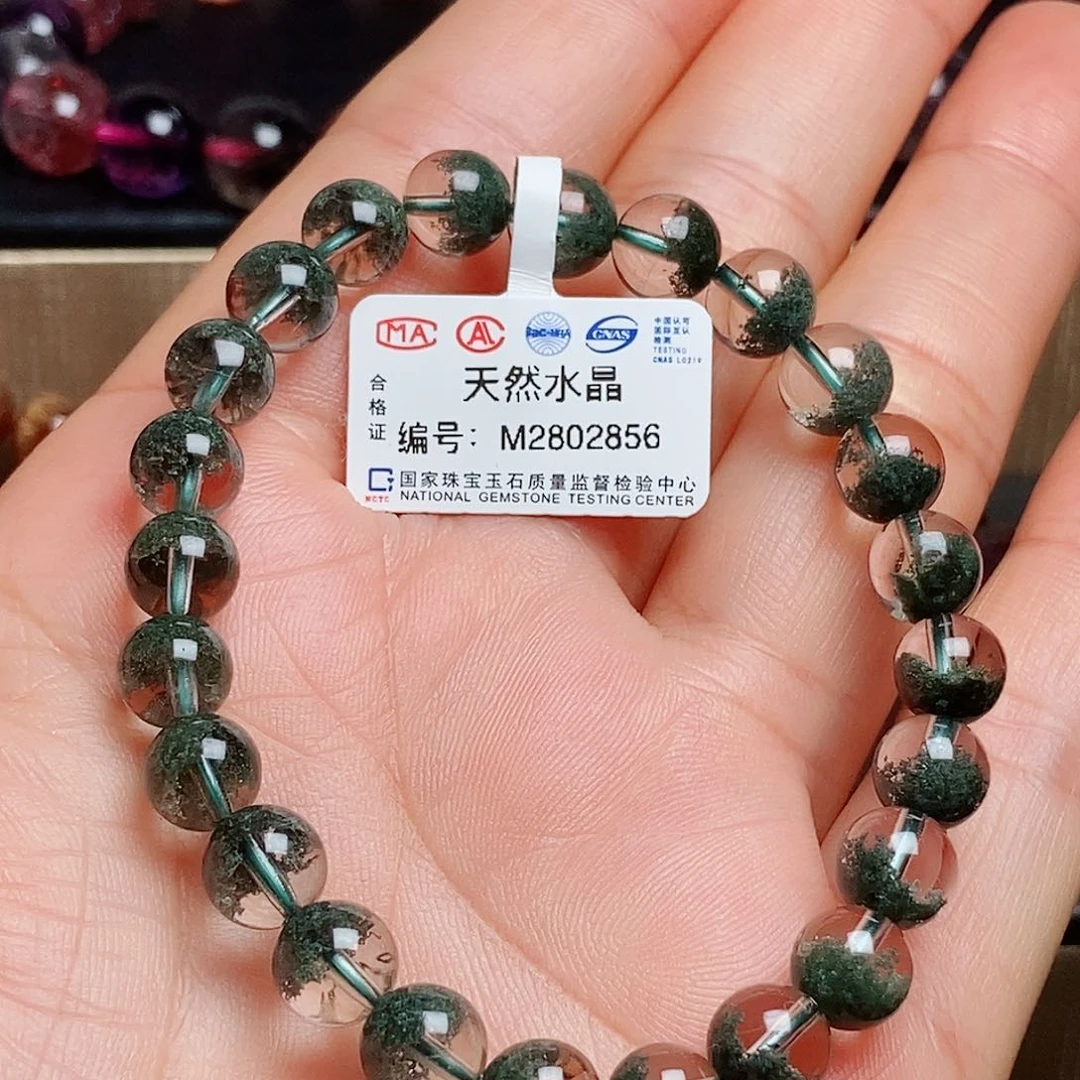 MA
AL
ilac-MRA
CNAS
中国认可
国际互认
检测
TESTING
CNAS L0219
合格证
天然水晶
编号: M2802856
NGTC
国家珠宝玉石质量监督检验中心
NATIONAL GEMSTONE TESTING CENTER